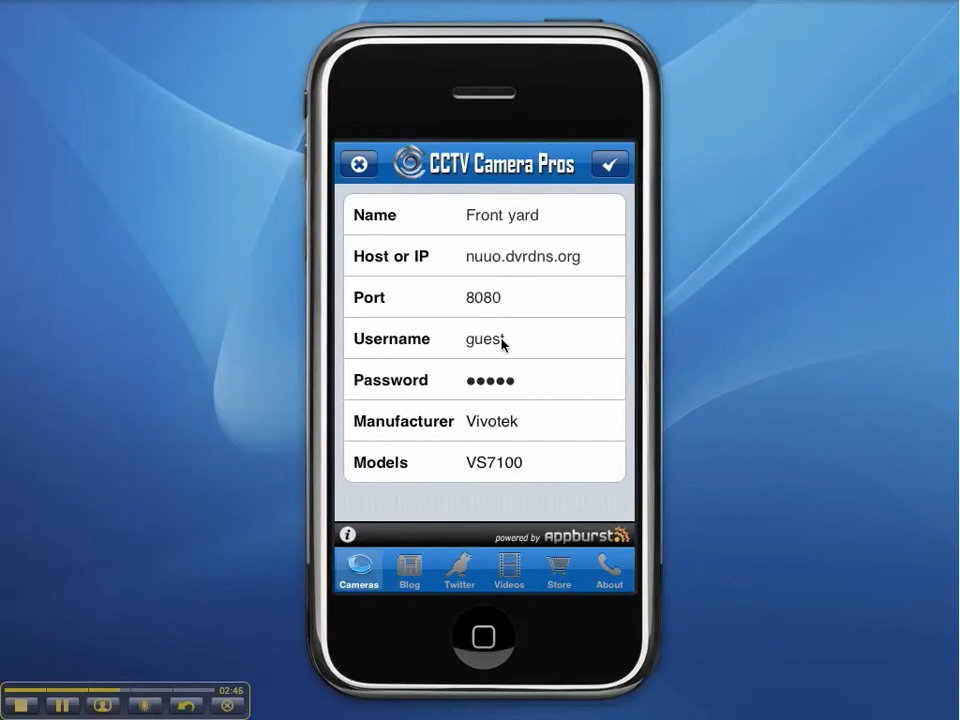 CCTV Camera Pros
Name Front yard
Host or IP nuuo.dvrdns.org
Port 8080
Username guest
Password ●●●●●
Manufacturer Vivotek
Models VS7100
i powered by Appburst
Cameras Blog Twitter Videos Store About
02:46